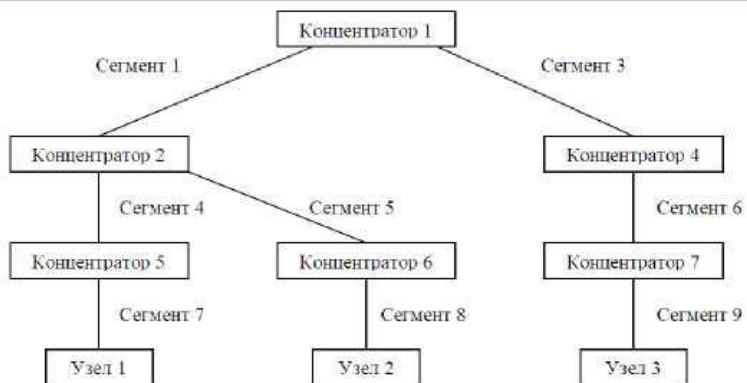 Концентратор 1
Сегмент 1
Сегмент 3
Концентратор 2
Концентратор 4
Сегмент 4
Сегмент 5
Сегмент 6
Концентратор 5
Концентратор 6
Концентратор 7
Сегмент 7
Сегмент 8
Сегмент 9
Узел 1
Узел 2
Узел 3